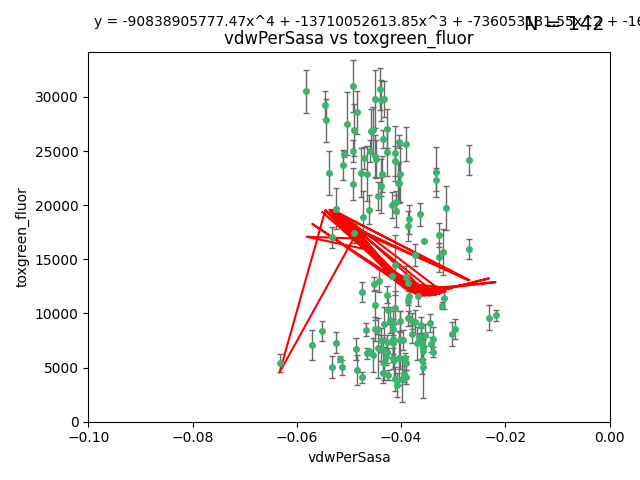 y = -90838905777.47x^4 + -13710052613.85x^3 +
N = 142
vdwPerSasa vs toxgreen_fluor
toxgreen_fluor
30000
25000
20000
15000
10000
5000
0
−0.10
−0.08
−0.06
−0.04
−0.02
0.00
vdwPerSasa